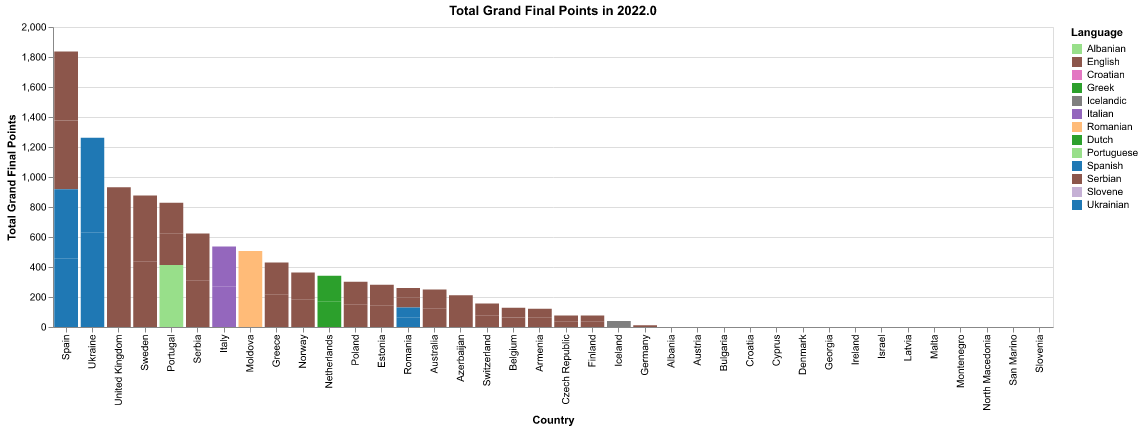 Total Grand Final Points in 2022.0
Total Grand Final Points
2,000
1,800
1,600
1,400
1,200
1,000
800
600
400
200
0
Spain
Ukraine
United Kingdom
Sweden
Portugal
Serbia
Italy
Moldova
Greece
Norway
Netherlands
Poland
Estonia
Romania
Australia
Azerbaijan
Switzerland
Belgium
Armenia
Czech Republic
Finland
Iceland
Germany
Albania
Austria
Bulgaria
Croatia
Cyprus
Denmark
Georgia
Ireland
Israel
Latvia
Malta
Montenegro
North Macedonia
San Marino
Slovenia
Country
Language
Albanian
English
Croatian
Greek
Icelandic
Italian
Romanian
Dutch
Portuguese
Spanish
Serbian
Slovene
Ukrainian